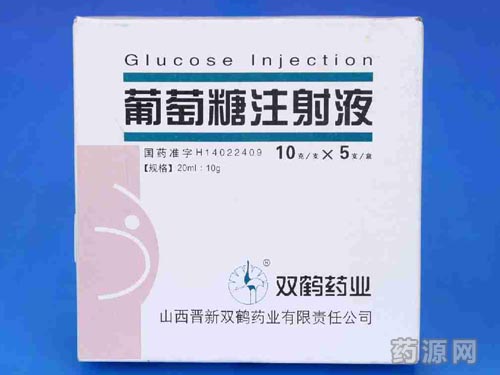 Glucose Injection
葡萄糖注射液
国药准字H14022409 10克/支×5支/盒
【规格】20ml:10g
®
双鹤药业
山西晋新双鹤药业有限责任公司
药源网